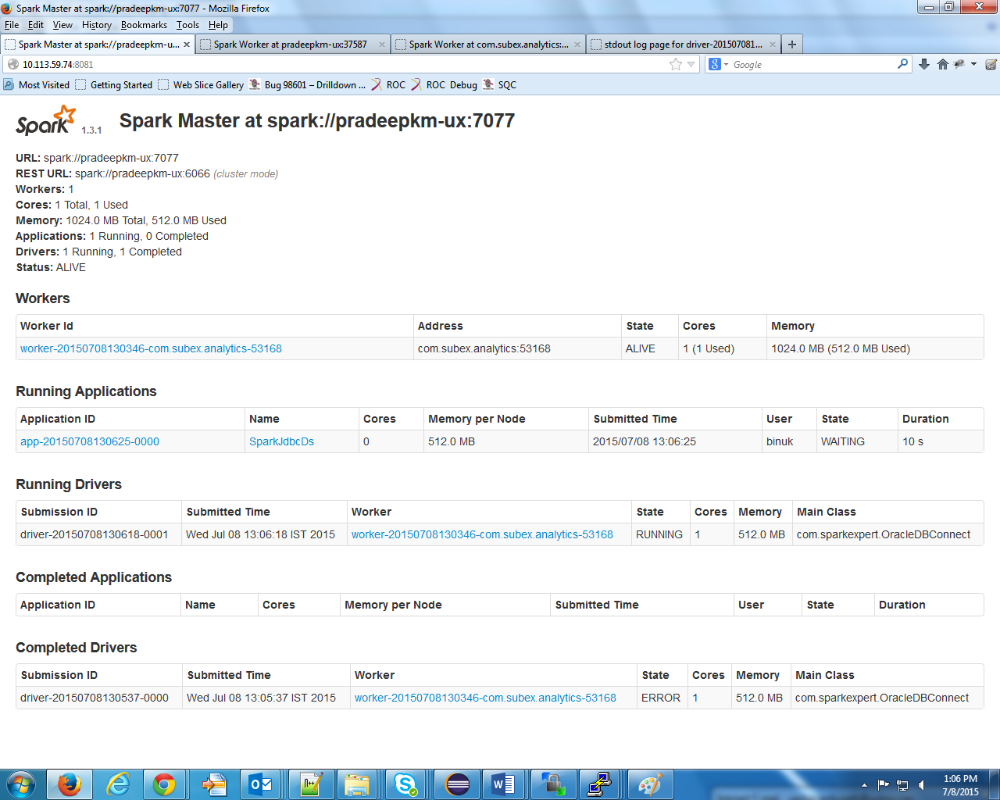 Spark Master at spark://pradeepkm-ux:7077 - Mozilla Firefox
File Edit View History Bookmarks Tools Help
Spark Master at spark://pradeepkm-u... Spark Worker at pradeepkm-ux:37587 Spark Worker at com.subex.analytics:... stdout log page for driver-201507081...
10.113.59.74:8081 Google
Most Visited Getting Started Web Slice Gallery Bug 98601 – Drilldown ... ROC ROC Debug SQC
Spark 1.3.1 Spark Master at spark://pradeepkm-ux:7077
URL: spark://pradeepkm-ux:7077
REST URL: spark://pradeepkm-ux:6066 (cluster mode)
Workers: 1
Cores: 1 Total, 1 Used
Memory: 1024.0 MB Total, 512.0 MB Used
Applications: 1 Running, 0 Completed
Drivers: 1 Running, 1 Completed
Status: ALIVE
Workers
Worker Id Address State Cores Memory
worker-20150708130346-com.subex.analytics-53168 com.subex.analytics:53168 ALIVE 1 (1 Used) 1024.0 MB (512.0 MB Used)
Running Applications
Application ID Name Cores Memory per Node Submitted Time User State Duration
app-20150708130625-0000 SparkJdbcDs 0 512.0 MB 2015/07/08 13:06:25 binuk WAITING 10 s
Running Drivers
Submission ID Submitted Time Worker State Cores Memory Main Class
driver-20150708130618-0001 Wed Jul 08 13:06:18 IST 2015 worker-20150708130346-com.subex.analytics-53168 RUNNING 1 512.0 MB com.sparkexpert.OracleDBConnect
Completed Applications
Application ID Name Cores Memory per Node Submitted Time User State Duration
Completed Drivers
Submission ID Submitted Time Worker State Cores Memory Main Class
driver-20150708130537-0000 Wed Jul 08 13:05:37 IST 2015 worker-20150708130346-com.subex.analytics-53168 ERROR 1 512.0 MB com.sparkexpert.OracleDBConnect
1:06 PM
7/8/2015